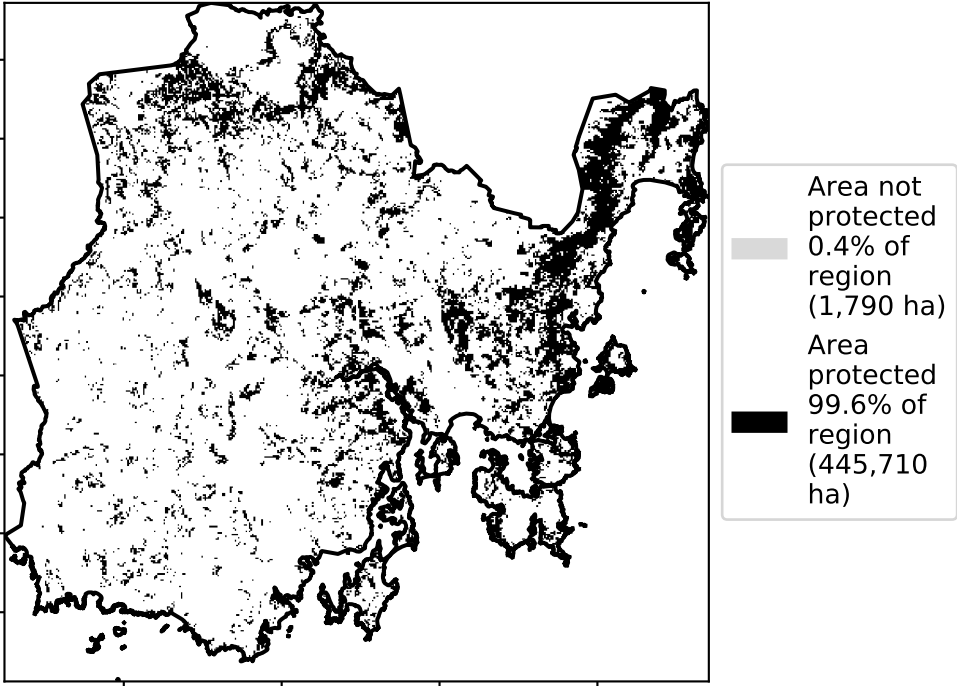 Area not
protected
0.4% of
region
(1,790 ha)
Area
protected
99.6% of
region
(445,710
ha)